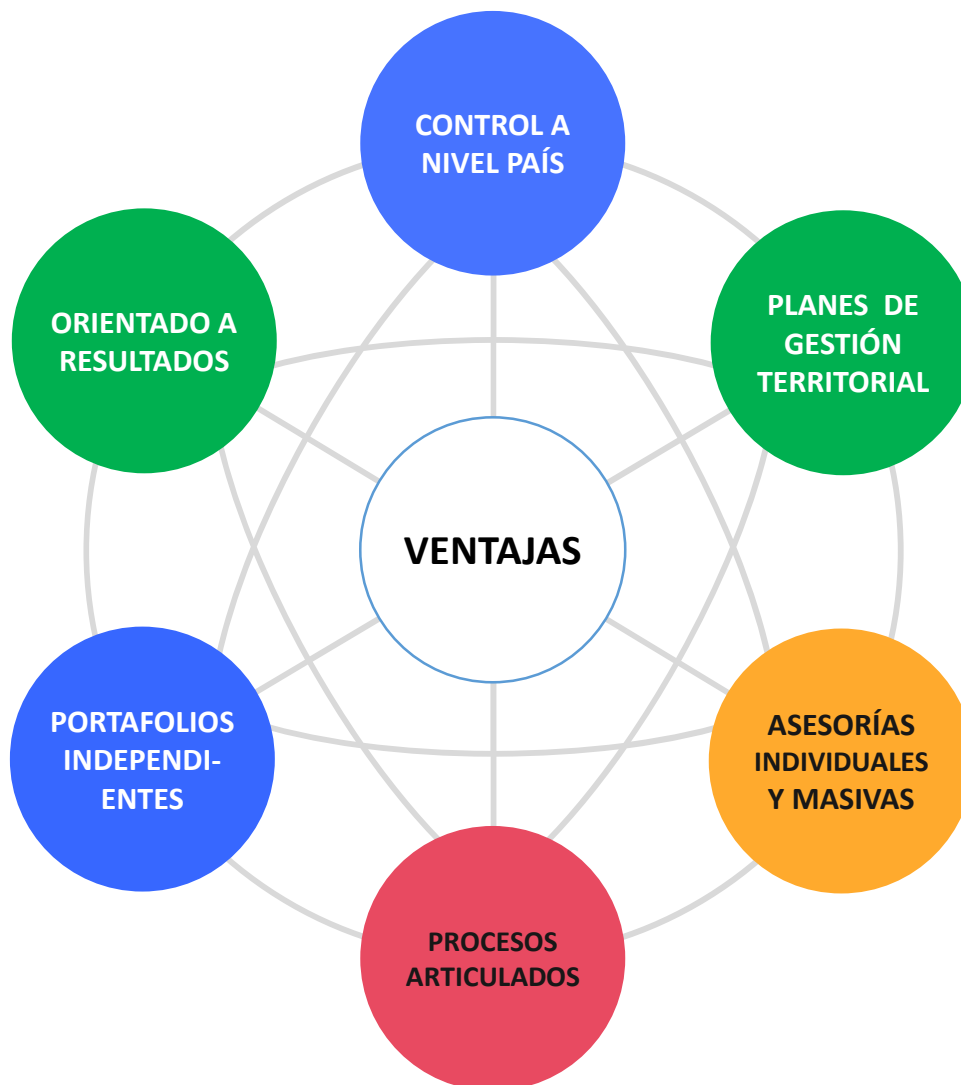 CONTROL A
NIVEL PAÍS
ORIENTADO A
RESULTADOS
PLANES DE
GESTIÓN
TERRITORIAL
VENTAJAS
PORTAFOLIOS
INDEPENDI-
ENTES
ASESORÍAS
INDIVIDUALES
Y MASIVAS
PROCESOS
ARTICULADOS